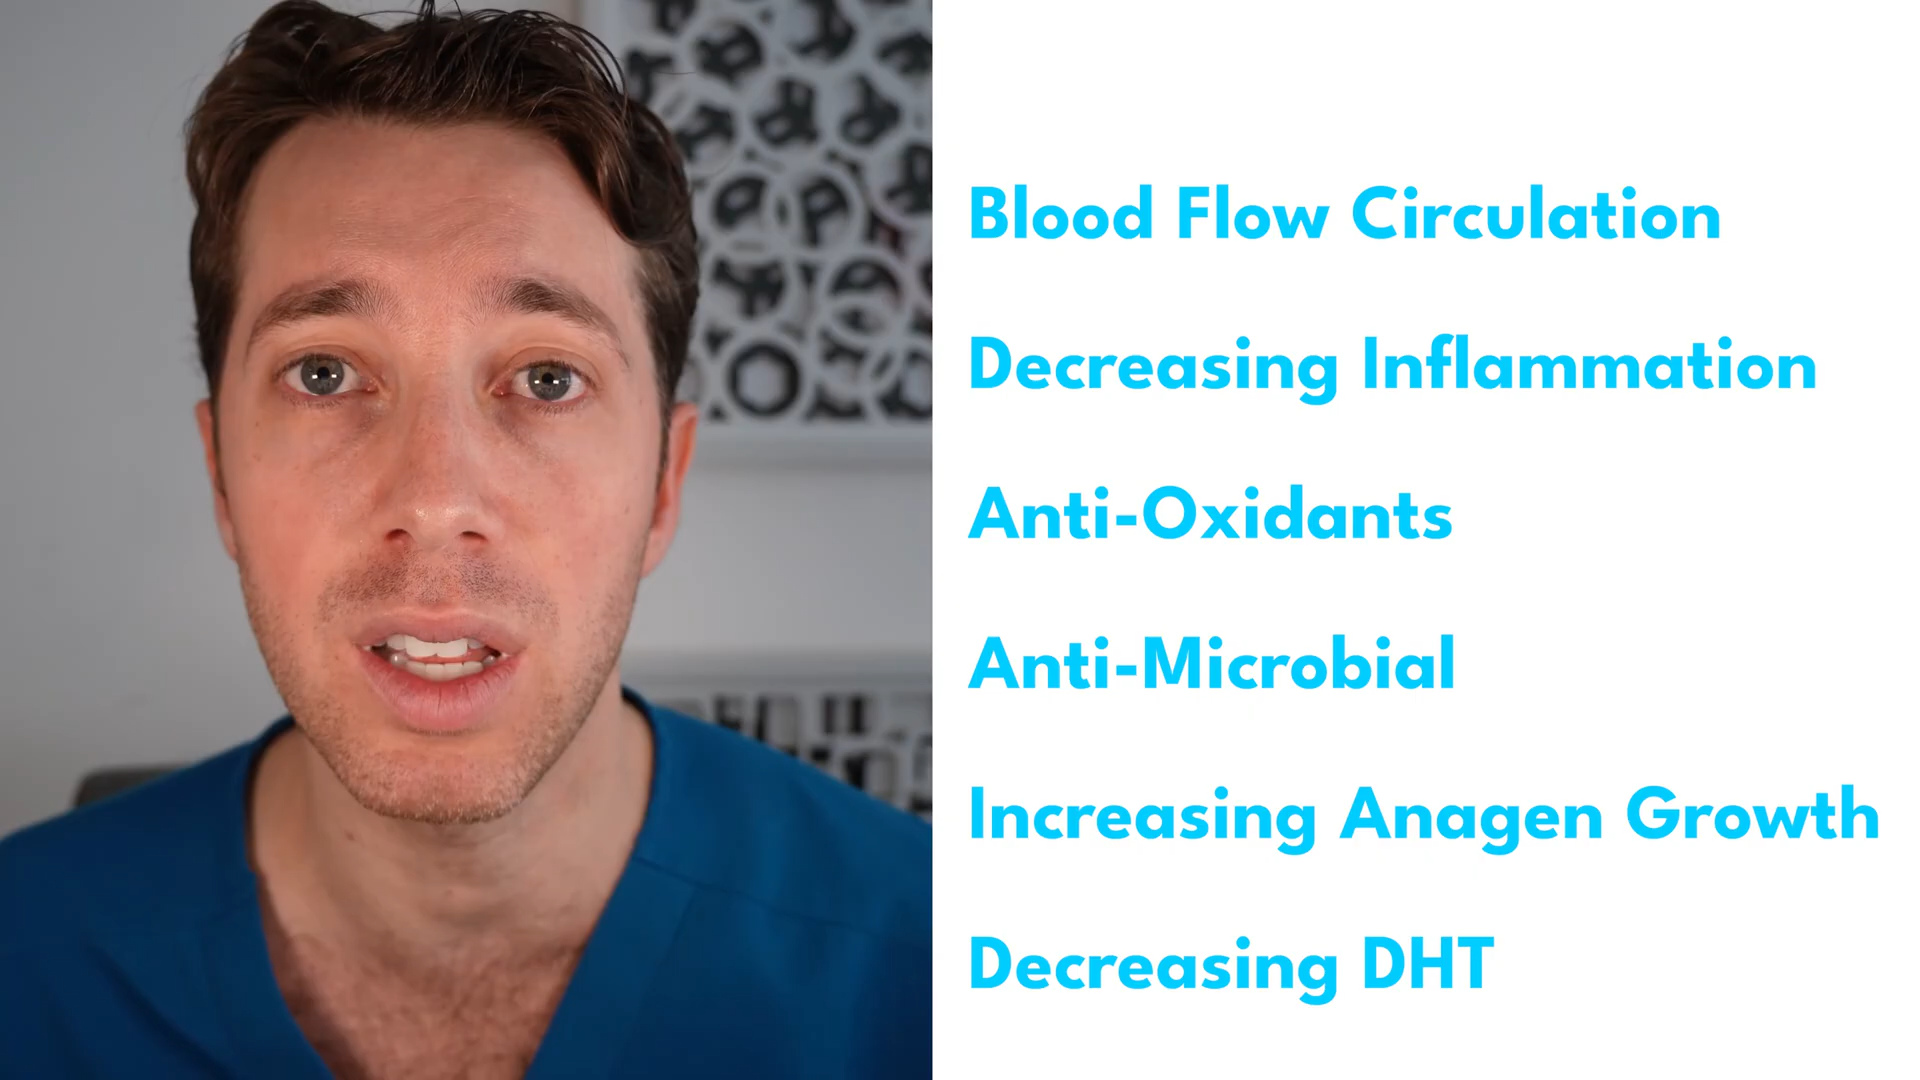 Blood Flow Circulation
Decreasing Inflammation
Anti-Oxidants
Anti-Microbial
Increasing Anagen Growth
Decreasing DHT